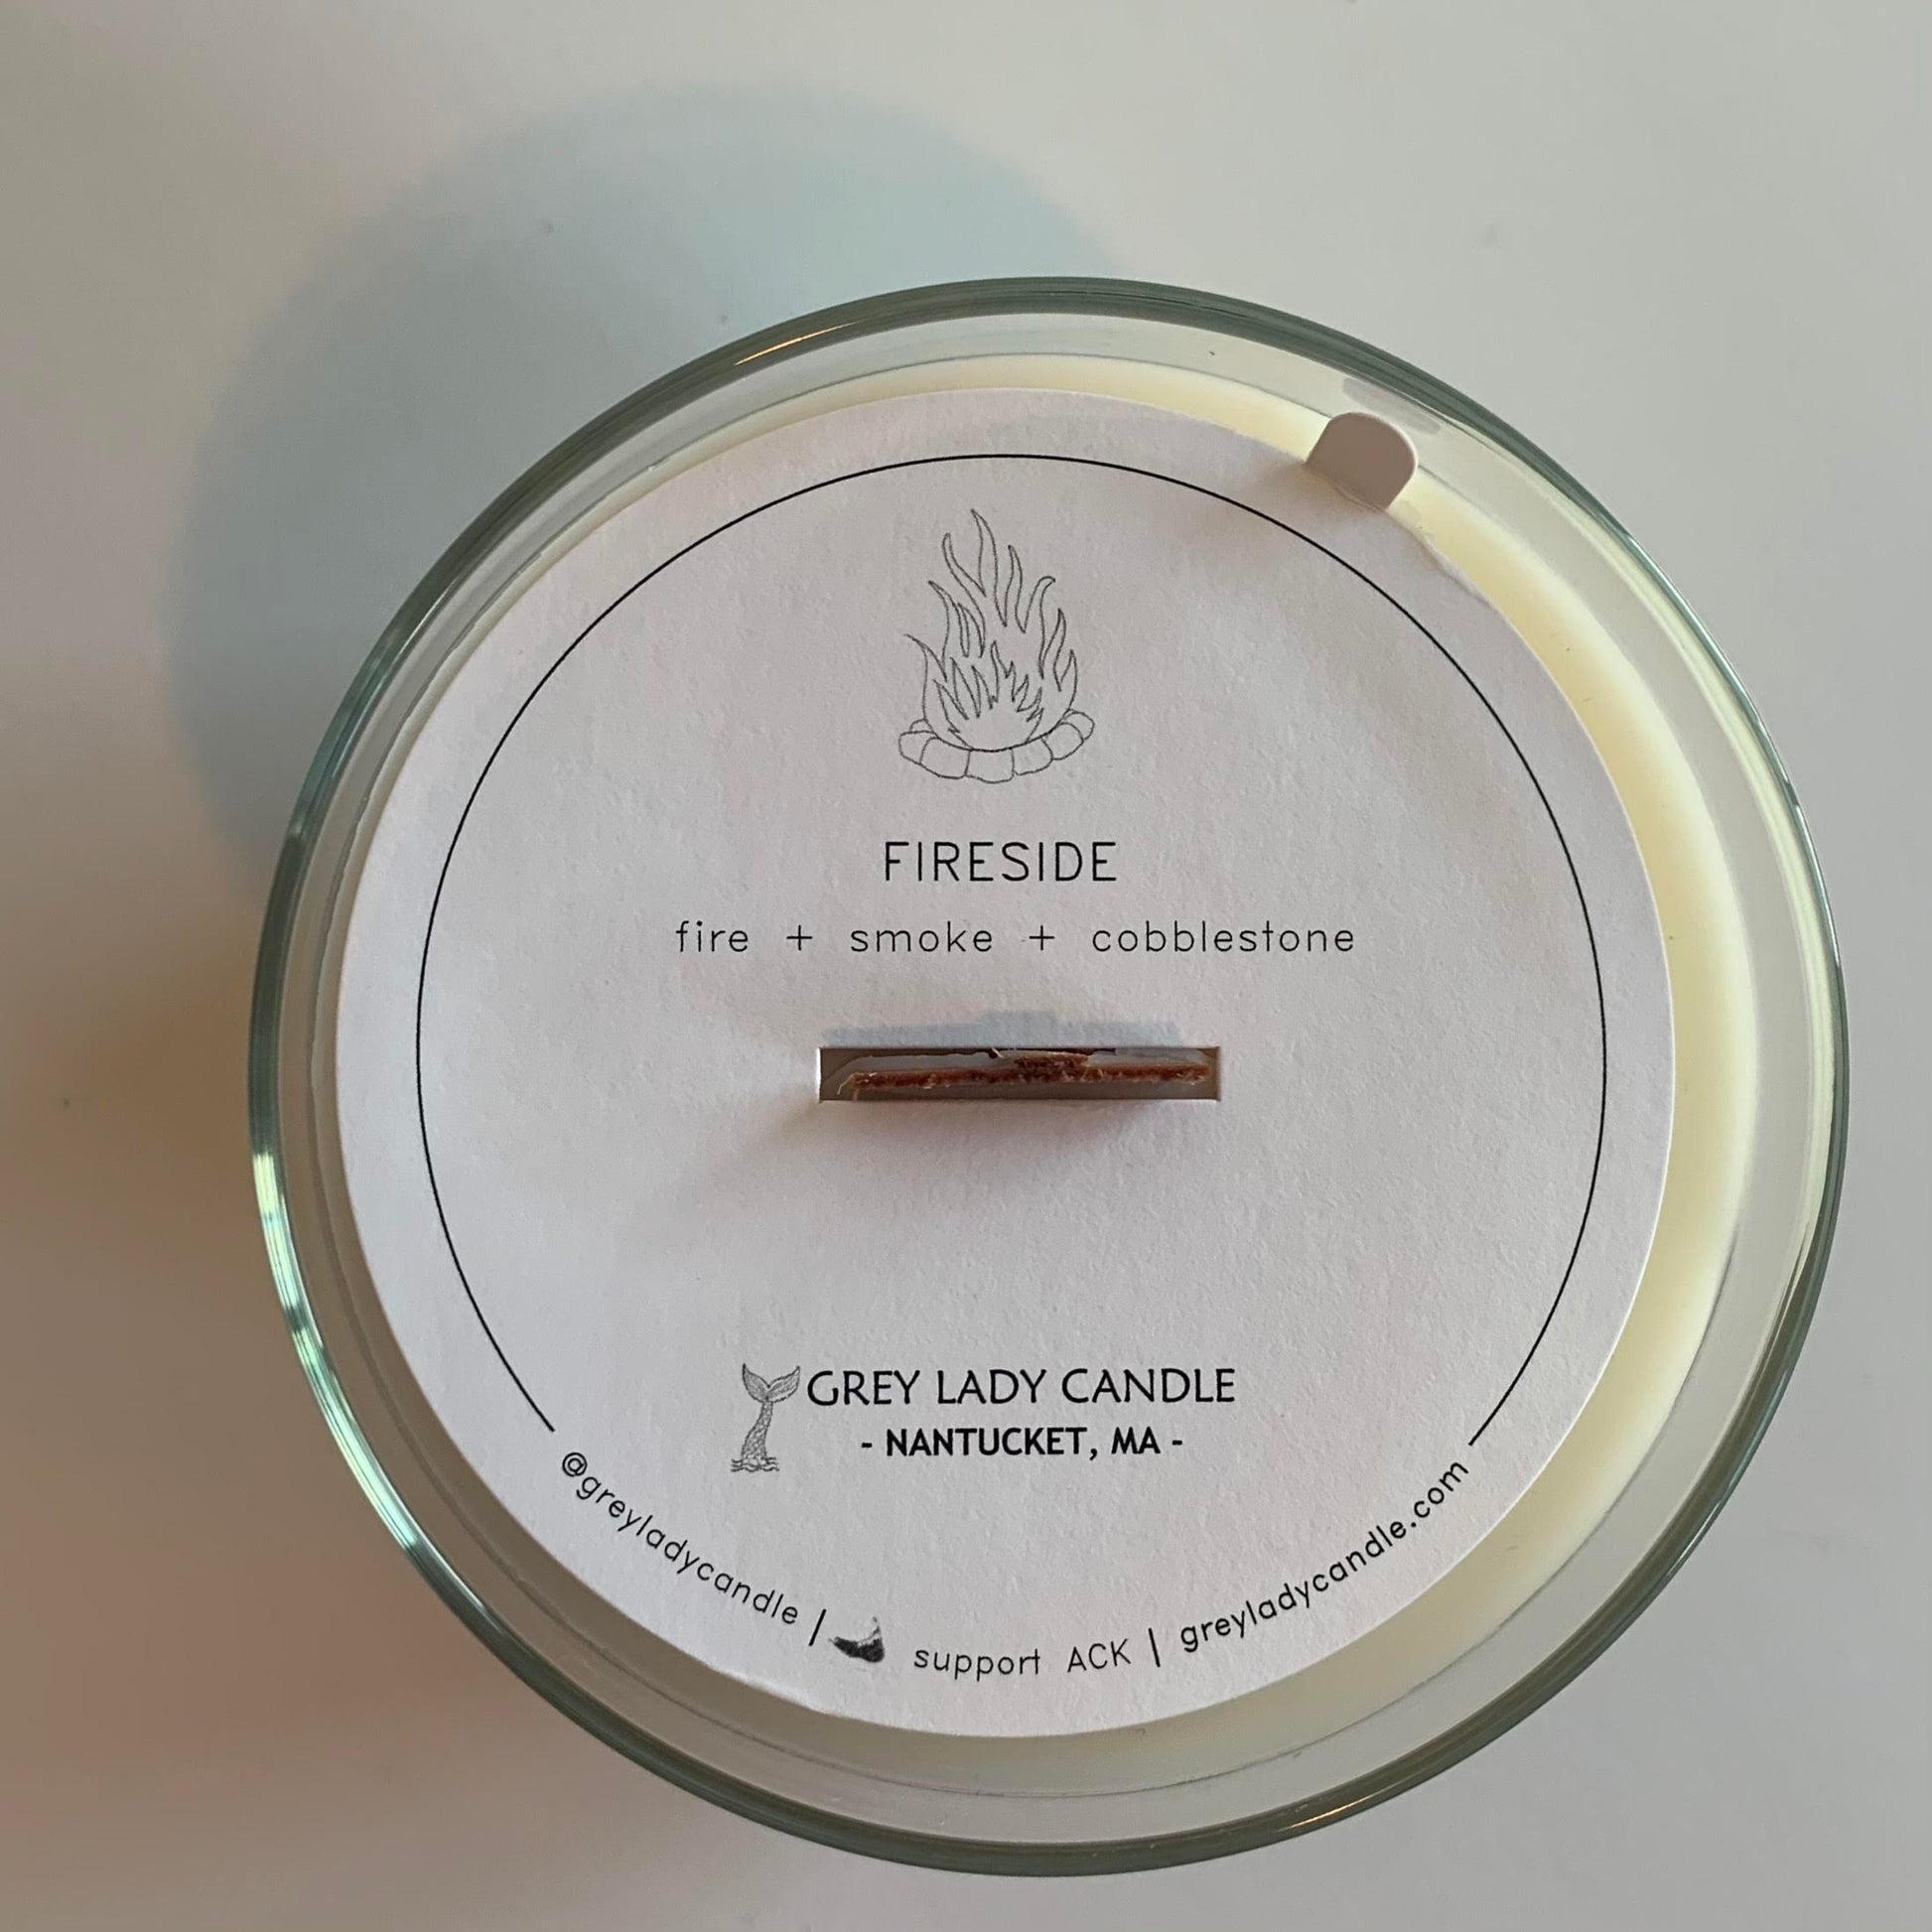 FIRESIDE
fire + smoke + cobblestone
GREY LADY CANDLE
- NANTUCKET, MA -
@greyladycandle | support ACK | greyladycandle.com